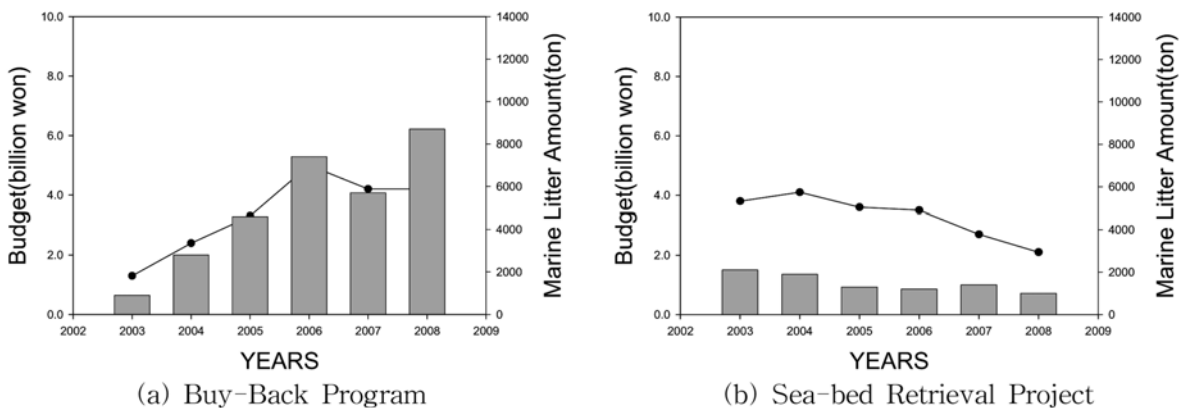 10.0
8.0
6.0
4.0
2.0
0.0
Budget(billion won)
14000
12000
10000
8000
6000
4000
2000
0
Marine Litter Amount(ton)
2002 2003 2004 2005 2006 2007 2008 2009
YEARS
(a) Buy-Back Program
10.0
8.0
6.0
4.0
2.0
0.0
Budget(billion won)
14000
12000
10000
8000
6000
4000
2000
0
Marine Litter Amount(ton)
2002 2003 2004 2005 2006 2007 2008 2009
YEARS
(b) Sea-bed Retrieval Project